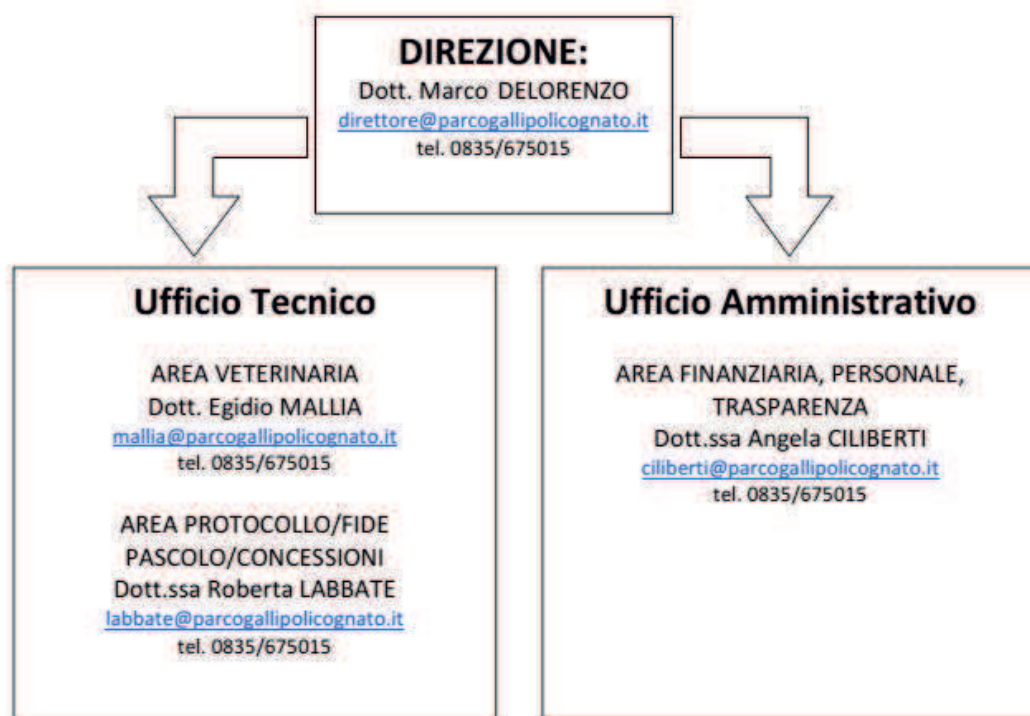 DIREZIONE:
Dott. Marco DELORENZO
direttore@parcogallipolicognato.it
tel. 0835/675015
Ufficio Tecnico
AREA VETERINARIA
Dott. Egidio MALLIA
mallia@parcogallipolicognato.it
tel. 0835/675015
AREA PROTOCOLLO/FIDE
PASCOLO/CONCESSIONI
Dott.ssa Roberta LABBATE
labbate@parcogallipolicognato.it
tel. 0835/675015
Ufficio Amministrativo
AREA FINANZIARIA, PERSONALE,
TRASPARENZA
Dott.ssa Angela CILIBERTI
ciliberti@parcogallipolicognato.it
tel. 0835/675015